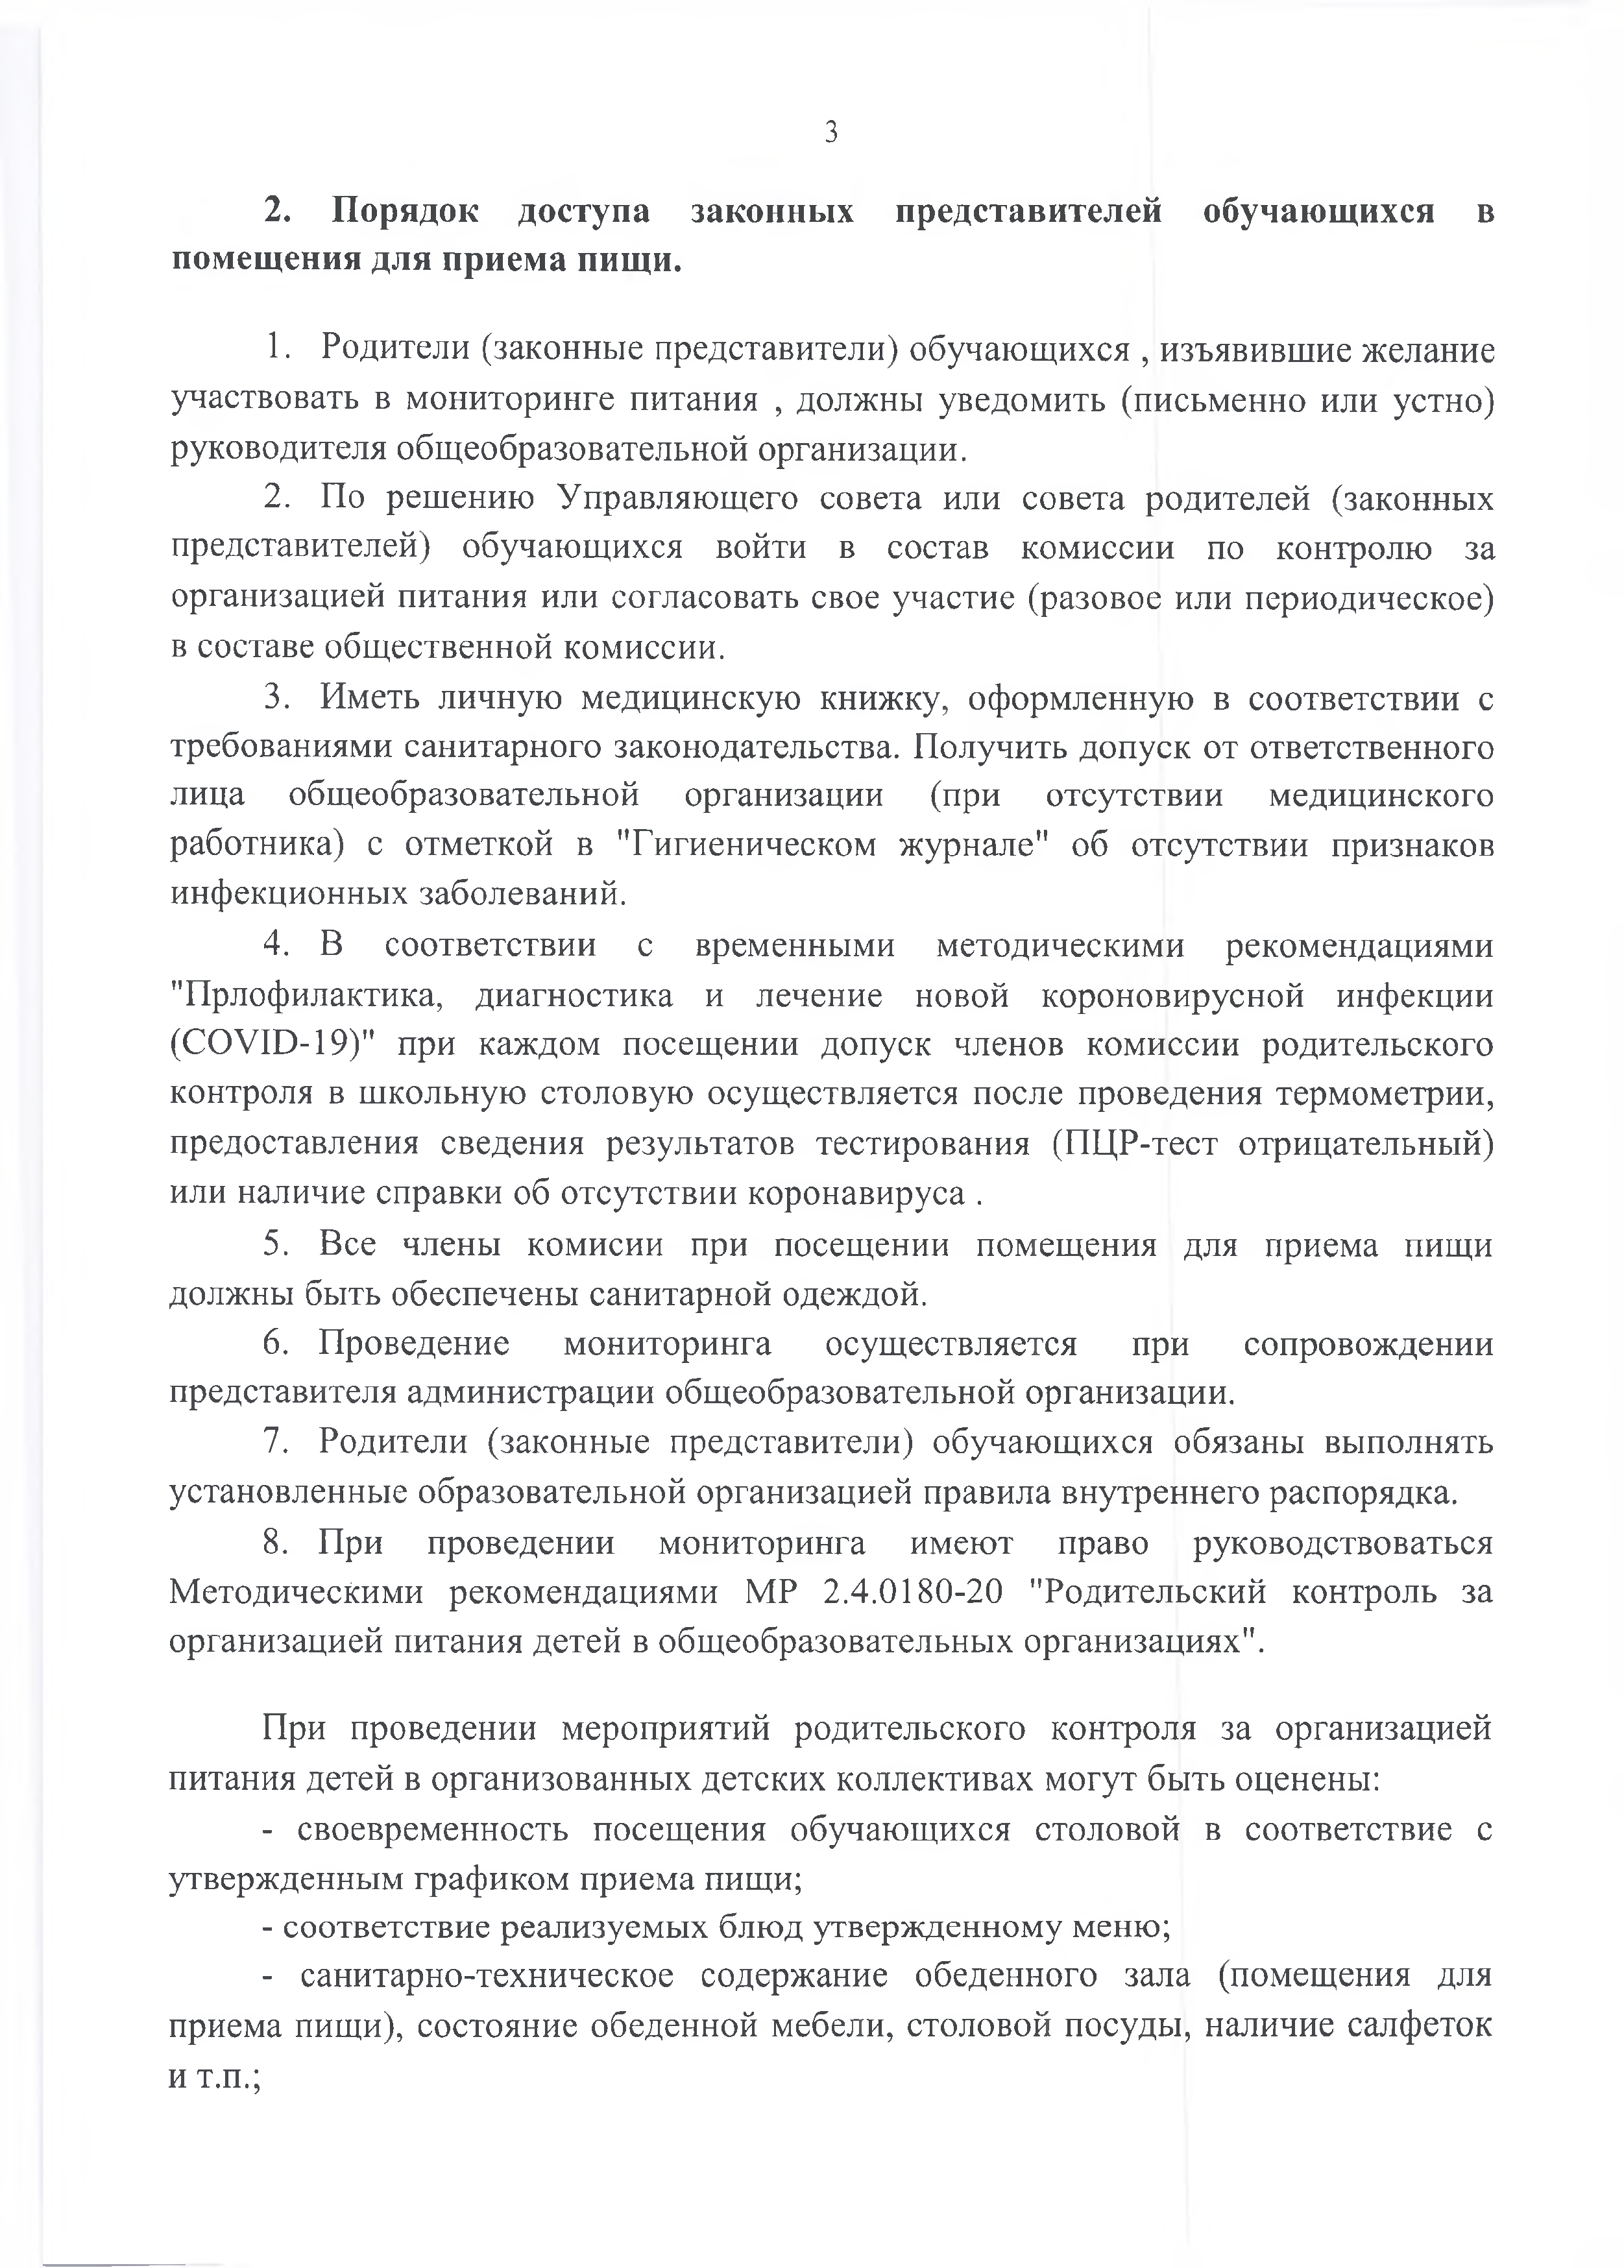 3
2. Порядок доступа законных представителей обучающихся в
помещения для приема пищи.
1. Родители (законные представители) обучающихся , изъявившие желание
участвовать в мониторинге питания , должны уведомить (письменно или устно)
руководителя общеобразовательной организации.
2. По решению Управляющего совета или совета родителей (законных
представителей) обучающихся войти в состав комиссии по контролю за
организацией питания или согласовать свое участие (разовое или периодическое)
в составе общественной комиссии.
3. Иметь личную медицинскую книжку, оформленную в соответствии с
требованиями санитарного законодательства. Получить допуск от ответственного
лица общеобразовательной организации (при отсутствии медицинского
работника) с отметкой в "Гигиеническом журнале" об отсутствии признаков
инфекционных заболеваний.
4. В соответствии с временными методическими рекомендациями
"Прлофилактика, диагностика и лечение новой короновирусной инфекции
(COVID-19)" при каждом посещении допуск членов комиссии родительского
контроля в школьную столовую осуществляется после проведения термометрии,
предоставления сведения результатов тестирования (ПЦР-тест отрицательный)
или наличие справки об отсутствии коронавируса .
5. Все члены комисии при посещении помещения для приема пищи
должны быть обеспечены санитарной одеждой.
6. Проведение мониторинга осуществляется при сопровождении
представителя администрации общеобразовательной организации.
7. Родители (законные представители) обучающихся обязаны выполнять
установленные образовательной организацией правила внутреннего распорядка.
8. При проведении мониторинга имеют право руководствоваться
Методическими рекомендациями МР 2.4.0180-20 "Родительский контроль за
организацией питания детей в общеобразовательных организациях".
При проведении мероприятий родительского контроля за организацией
питания детей в организованных детских коллективах могут быть оценены:
- своевременность посещения обучающихся столовой в соответствие с
утвержденным графиком приема пищи;
- соответствие реализуемых блюд утвержденному меню;
- санитарно-техническое содержание обеденного зала (помещения для
приема пищи), состояние обеденной мебели, столовой посуды, наличие салфеток
и т.п.;